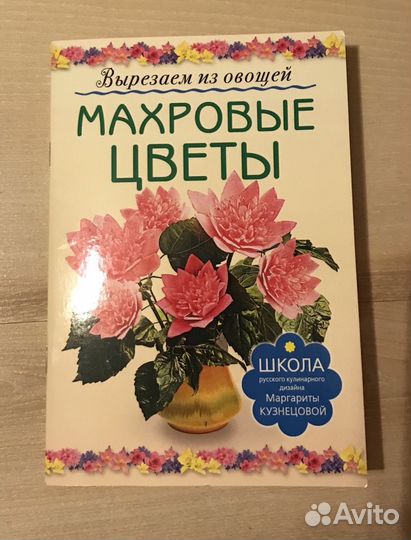 Вырезаем из овощей
МАХРОВЫЕ
ЦВЕТЫ
ШКОЛА
русского кулинарного
дизайна
Маргариты
КУЗНЕЦОВОЙ
Avito